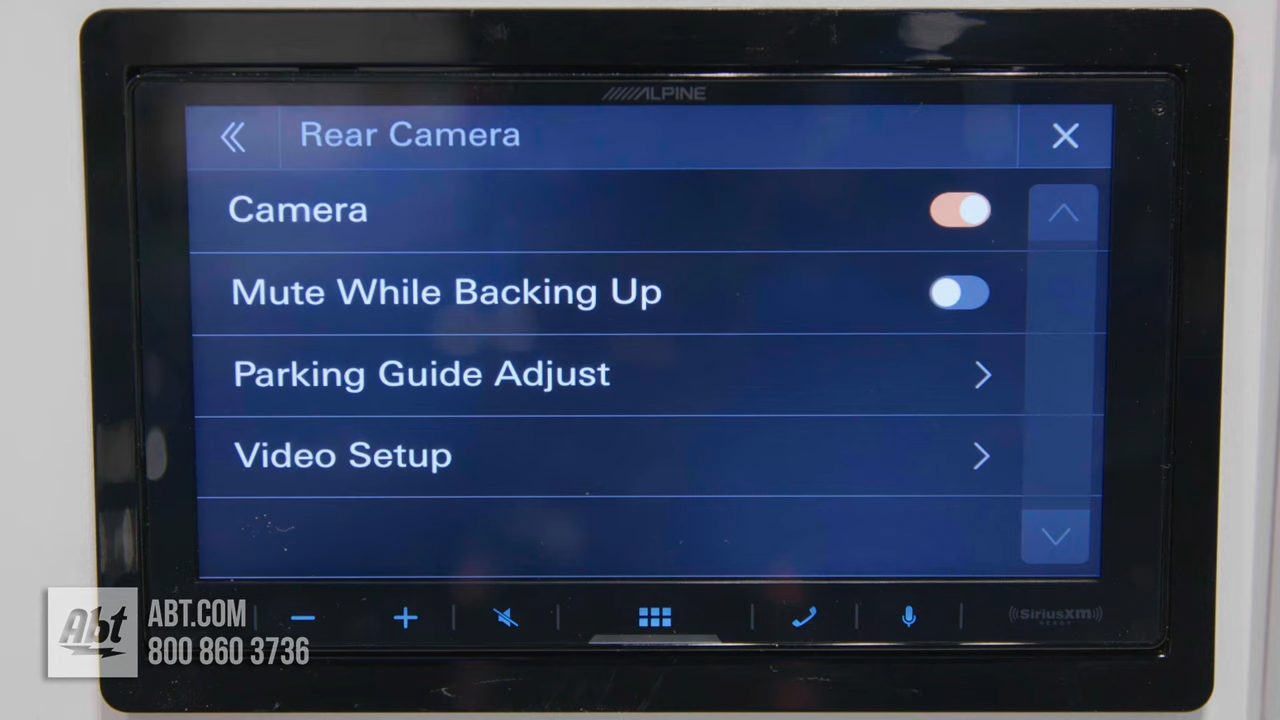 ALPINE
Rear Camera
Camera
Mute While Backing Up
Parking Guide Adjust
Video Setup
SiriusXM
READY
Abt
ABT.COM
800 860 3736